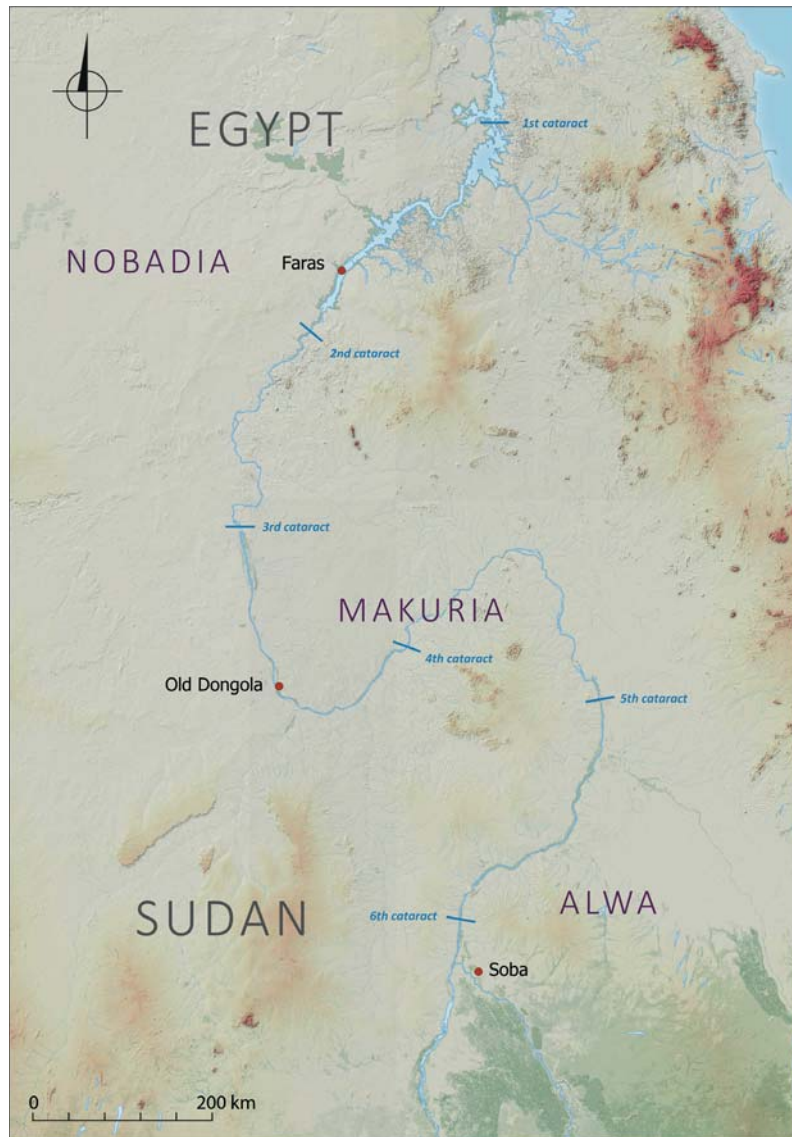 EGYPT
1st cataract
NOBADIA
Faras
2nd cataract
3rd cataract
MAKURIA
4th cataract
Old Dongola
5th cataract
SUDAN
ALWA
6th cataract
Soba
0 200 km